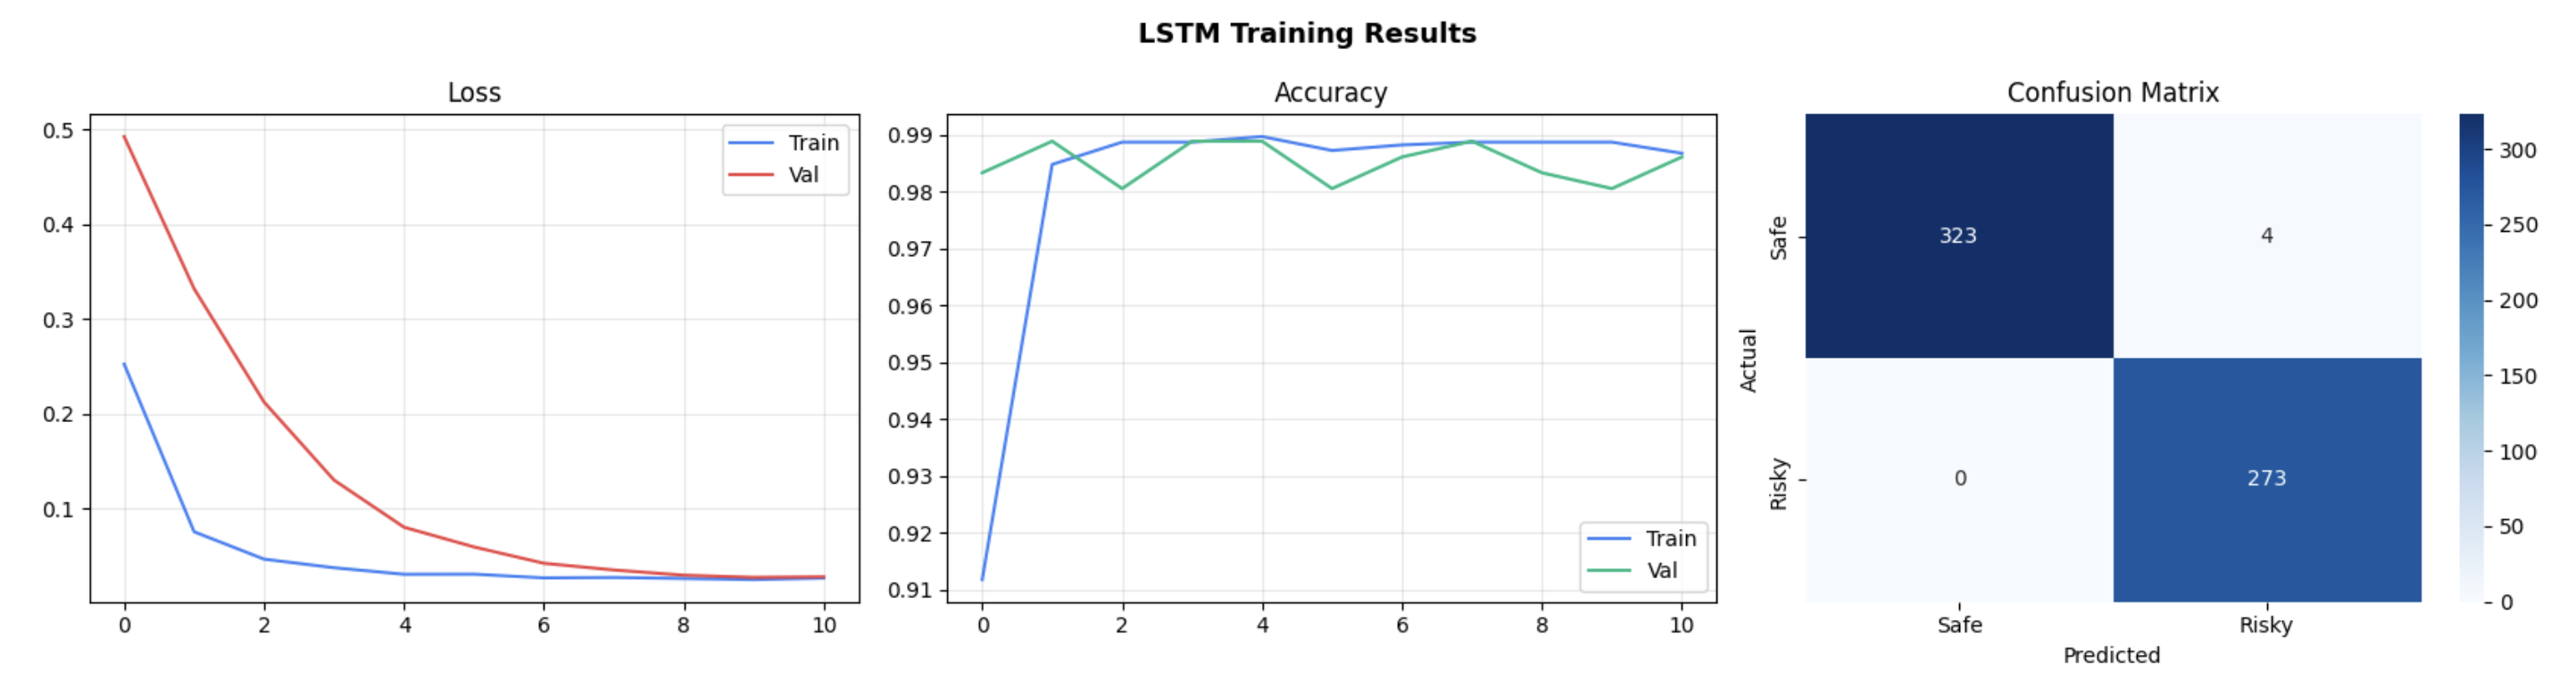 LSTM Training Results
Loss
0.5
0.4
0.3
0.2
0.1
0 2 4 6 8 10
Train
Val
Accuracy
0.99
0.98
0.97
0.96
0.95
0.94
0.93
0.92
0.91
0 2 4 6 8 10
Train
Val
Confusion Matrix
Actual
Safe
Risky
323 4
0 273
Safe Risky
Predicted
300
250
200
150
100
50
0